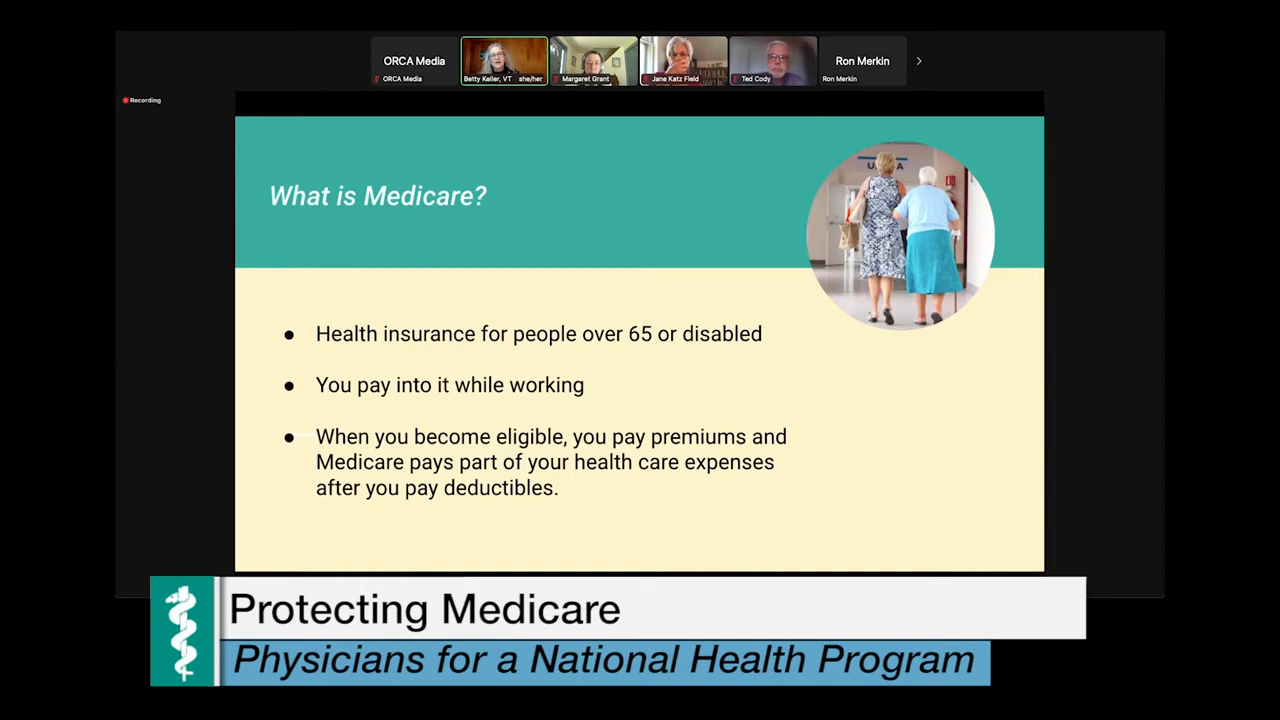 ORCA Media
Ron Merkin
ORCA Media
Betty Keller, VT she/her
Margaret Grant
Jane Katz Field
Ted Cody
Ron Merkin
Recording
What is Medicare?
● Health insurance for people over 65 or disabled
● You pay into it while working
● When you become eligible, you pay premiums and
Medicare pays part of your health care expenses
after you pay deductibles.
Protecting Medicare
Physicians for a National Health Program